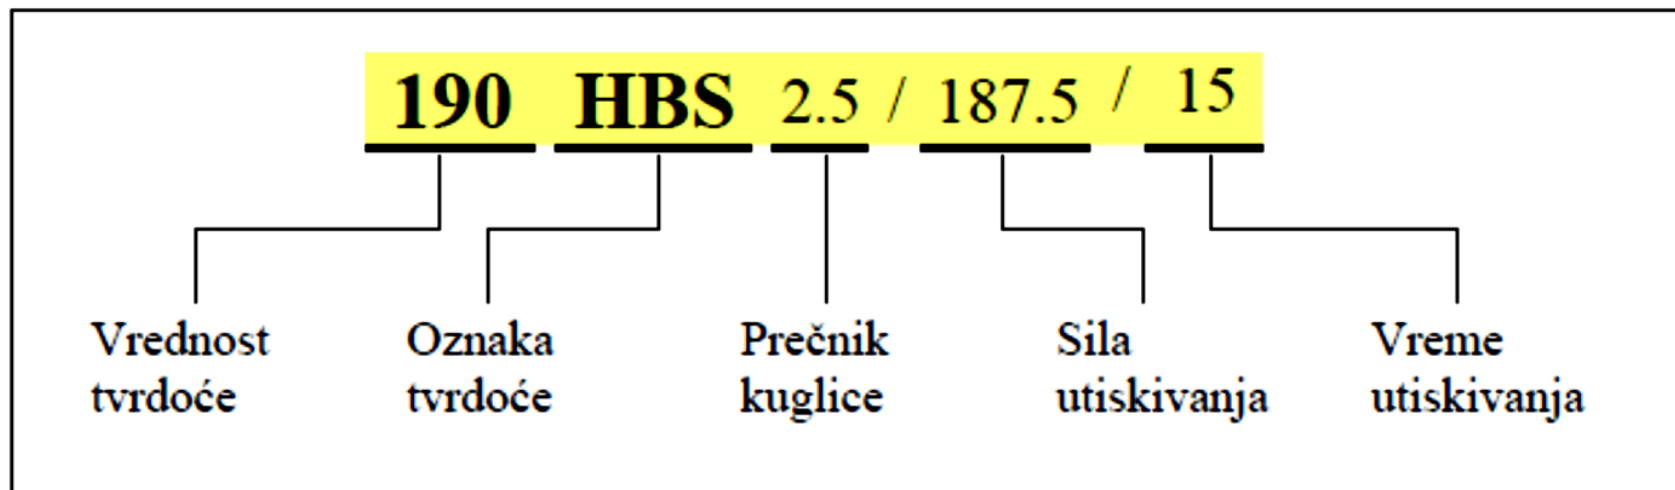 190 HBS 2.5 / 187.5 / 15
Vrednost
tvrdoće
Oznaka
tvrdoće
Prečnik
kuglice
Sila
utiskivanja
Vreme
utiskivanja